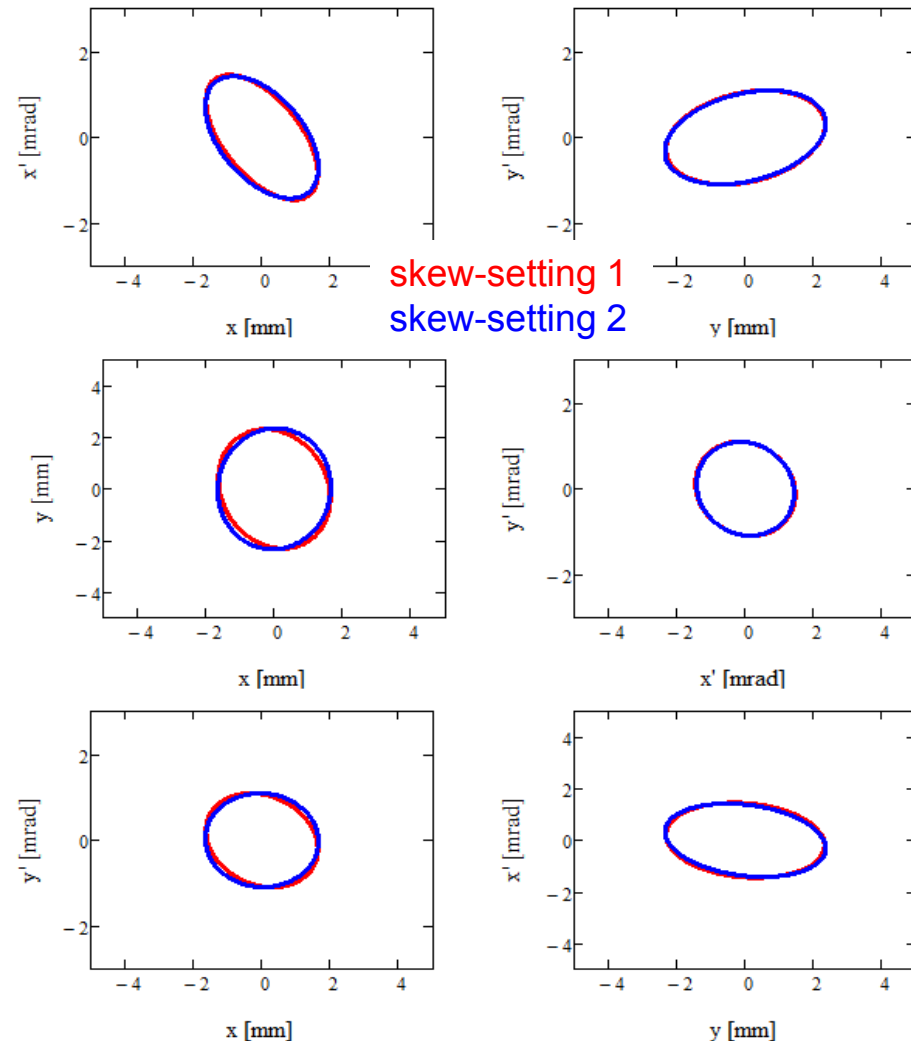 2
0
− 2
x' [mrad]
− 4 − 2 0 2
x [mm]
2
0
− 2
y' [mrad]
2 4
y [mm]
skew-setting 1
skew-setting 2
4
2
0
− 2
− 4
y [mm]
− 4 − 2 0 2 4
x [mm]
2
0
− 2
y' [mrad]
− 4 − 2 0 2 4
x' [mrad]
2
0
− 2
y' [mrad]
− 4 − 2 0 2 4
x [mm]
4
2
0
− 2
− 4
x' [mrad]
− 4 − 2 0 2 4
y [mm]